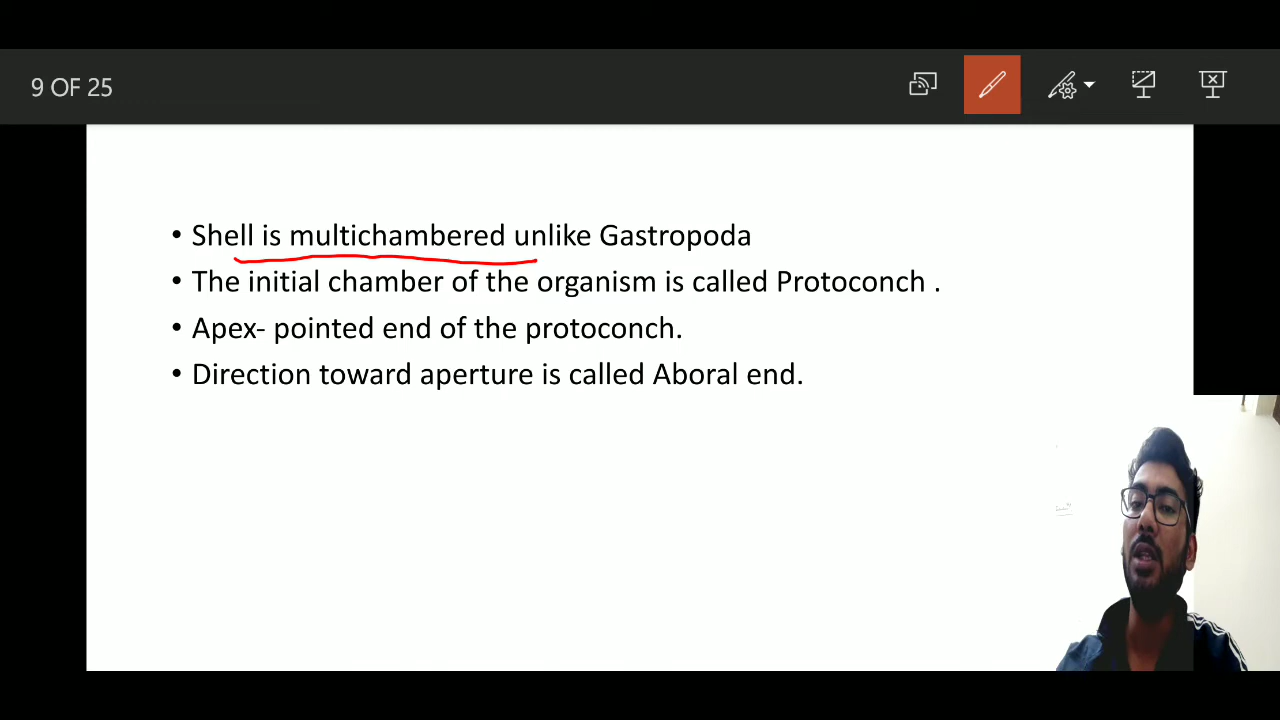 9 OF 25
• Shell is multichambered unlike Gastropoda
• The initial chamber of the organism is called Protoconch .
• Apex- pointed end of the protoconch.
• Direction toward aperture is called Aboral end.